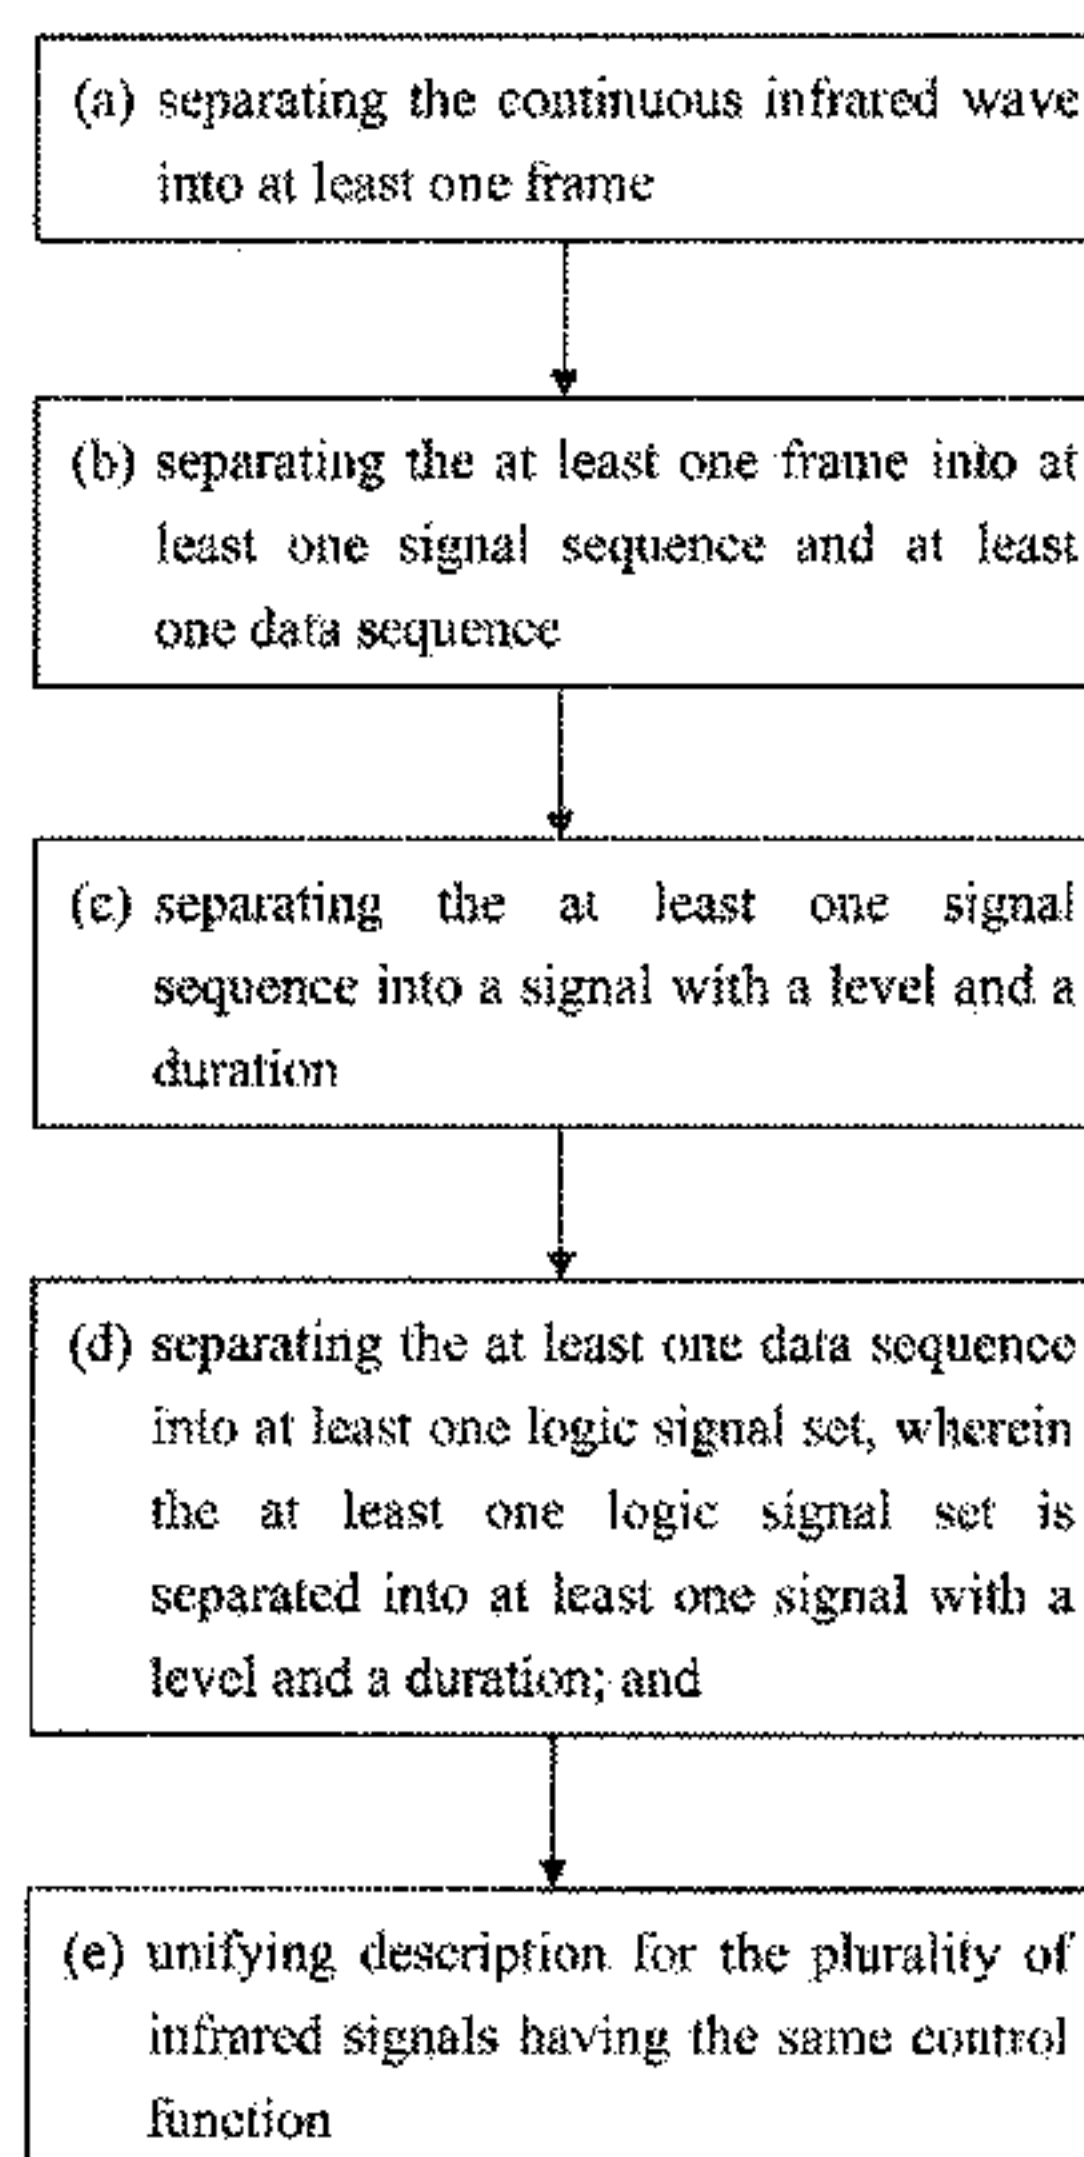 (a) separating the continuous infrared wave
into at least one frame
(b) separating the at least one frame into at
least one signal sequence and at least
one data sequence
(c) separating the at least one signal
sequence into a signal with a level and a
duration
(d) separating the at least one data sequence
into at least one logic signal set, wherein
the at least one logic signal set is
separated into at least one signal with a
level and a duration; and
(e) unifying description for the plurality of
infrared signals having the same control
function